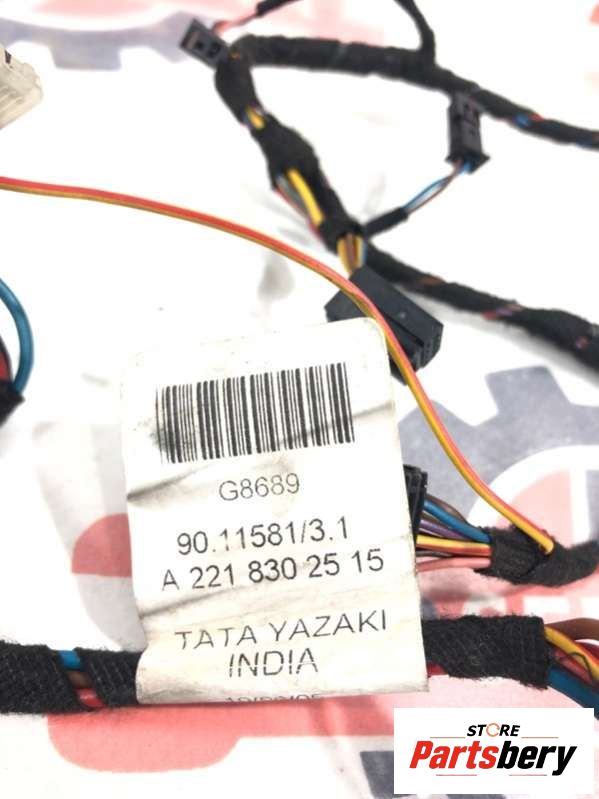 G8689
90.11581/3.1
A 221 830 25 15
TATA YAZAKI
INDIA
STORE
Partsbery